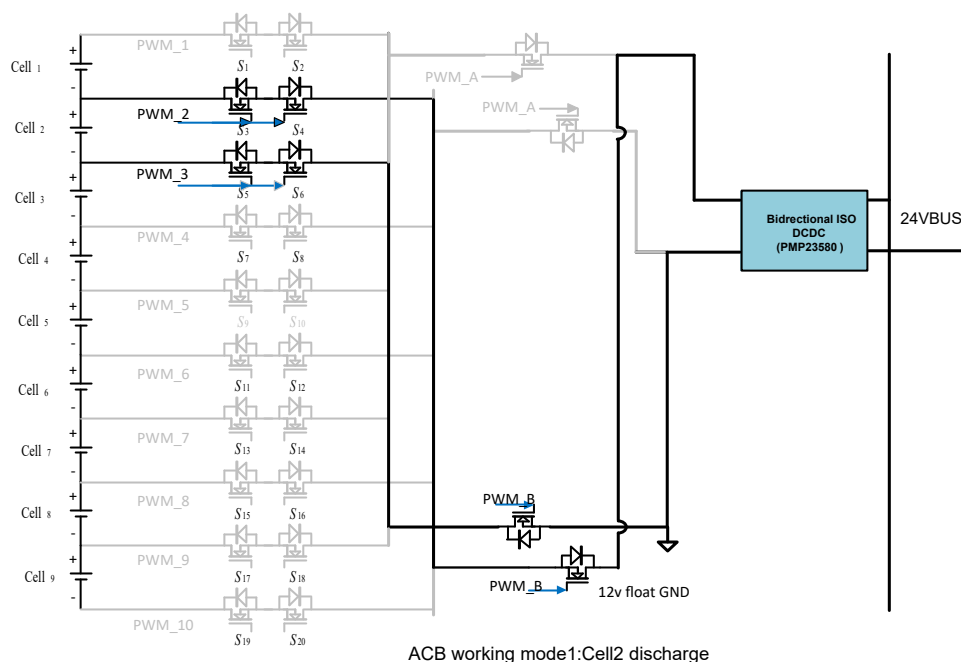 +
PWM_1
Cell 1
S1
S2
-
PWM_A
+
PWM_2
PWM_A
Cell 2
S3
S4
-
+
PWM_3
Cell 3
S5
S6
-
Bidrectional ISO
DCDC
(PMP23580 )
24VBUS
+
PWM_4
Cell 4
S7
S8
-
+
PWM_5
Cell 5
S9
S10
-
+
PWM_6
Cell 6
S11
S12
-
+
PWM_7
Cell 7
S13
S14
-
+
PWM_8
PWM_B
Cell 8
S15
S16
-
+
PWM_9
Cell 9
S17
S18
PWM_B
12v float GND
-
PWM_10
S19
S20
ACB working mode1:Cell2 discharge